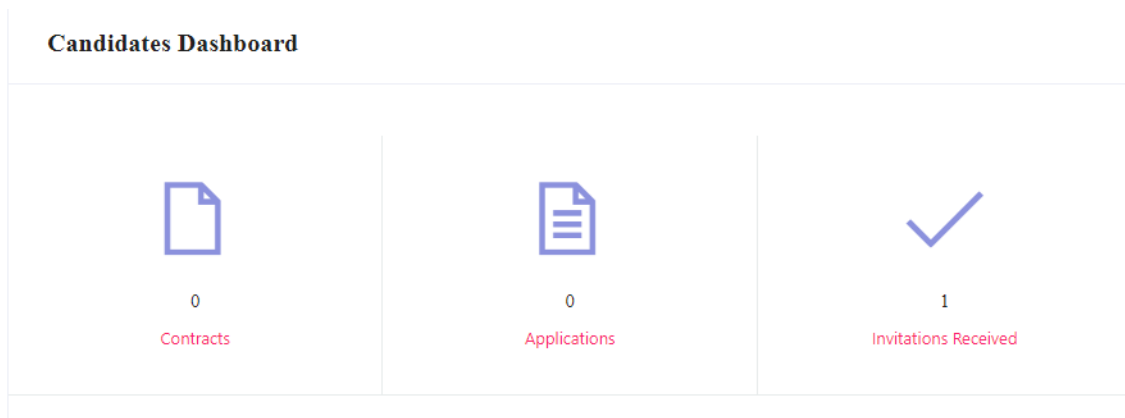 Candidates Dashboard
0
Contracts
0
Applications
1
Invitations Received